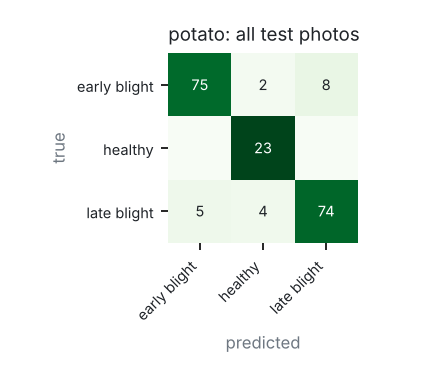 potato: all test photos
true
early blight
75 2 8
healthy
23
late blight
5 4 74
early blight
healthy
late blight
predicted